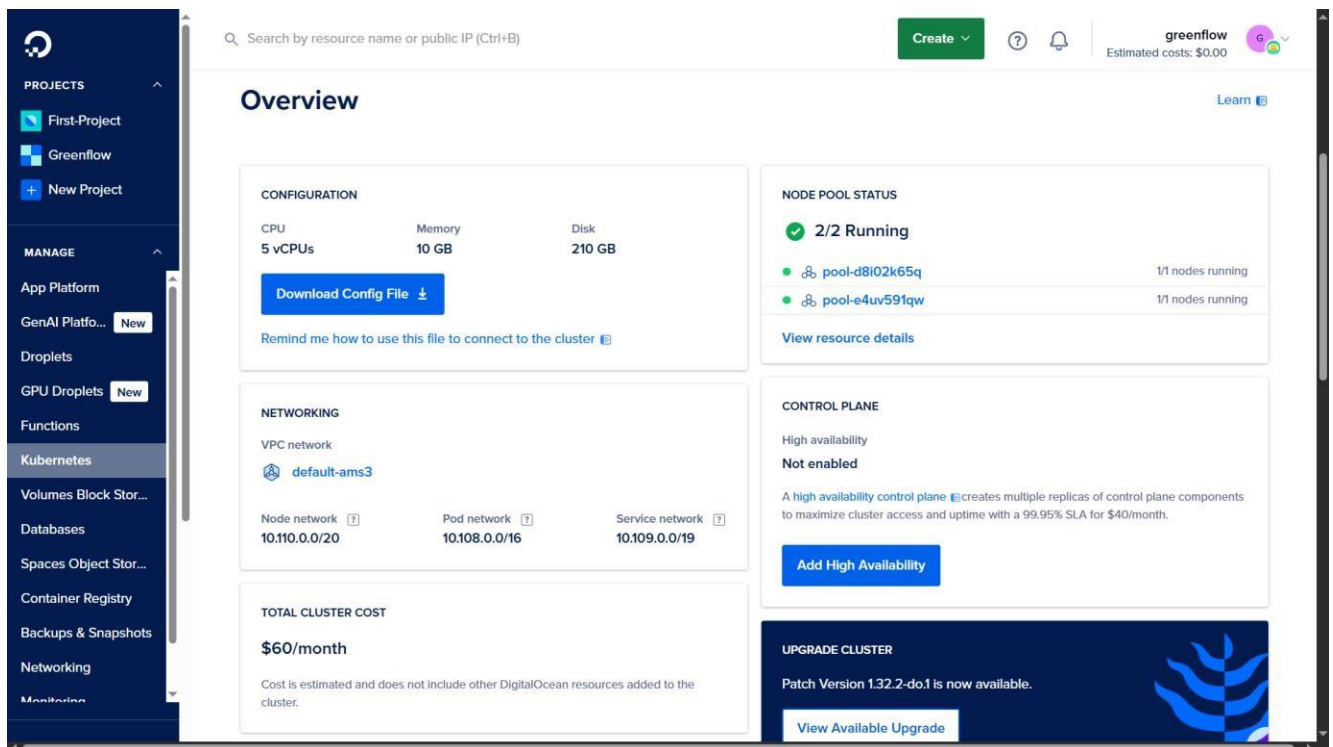 Search by resource name or public IP (Ctrl+B)
Create
greenflow
Estimated costs: $0.00
G
PROJECTS
First-Project
Greenflow
New Project
MANAGE
App Platform
GenAI Platfo... New
Droplets
GPU Droplets New
Functions
Kubernetes
Volumes Block Stor...
Databases
Spaces Object Stor...
Container Registry
Backups & Snapshots
Networking
Monitoring
Overview
Learn
CONFIGURATION
CPU
5 vCPUs
Memory
10 GB
Disk
210 GB
Download Config File
Remind me how to use this file to connect to the cluster
NETWORKING
VPC network
default-ams3
Node network ?
10.110.0.0/20
Pod network ?
10.108.0.0/16
Service network ?
10.109.0.0/19
TOTAL CLUSTER COST
$60/month
Cost is estimated and does not include other DigitalOcean resources added to the
cluster.
NODE POOL STATUS
2/2 Running
pool-d8i02k65q 1/1 nodes running
pool-e4uv591qw 1/1 nodes running
View resource details
CONTROL PLANE
High availability
Not enabled
A high availability control plane creates multiple replicas of control plane components
to maximize cluster access and uptime with a 99.95% SLA for $40/month.
Add High Availability
UPGRADE CLUSTER
Patch Version 1.32.2-do.1 is now available.
View Available Upgrade